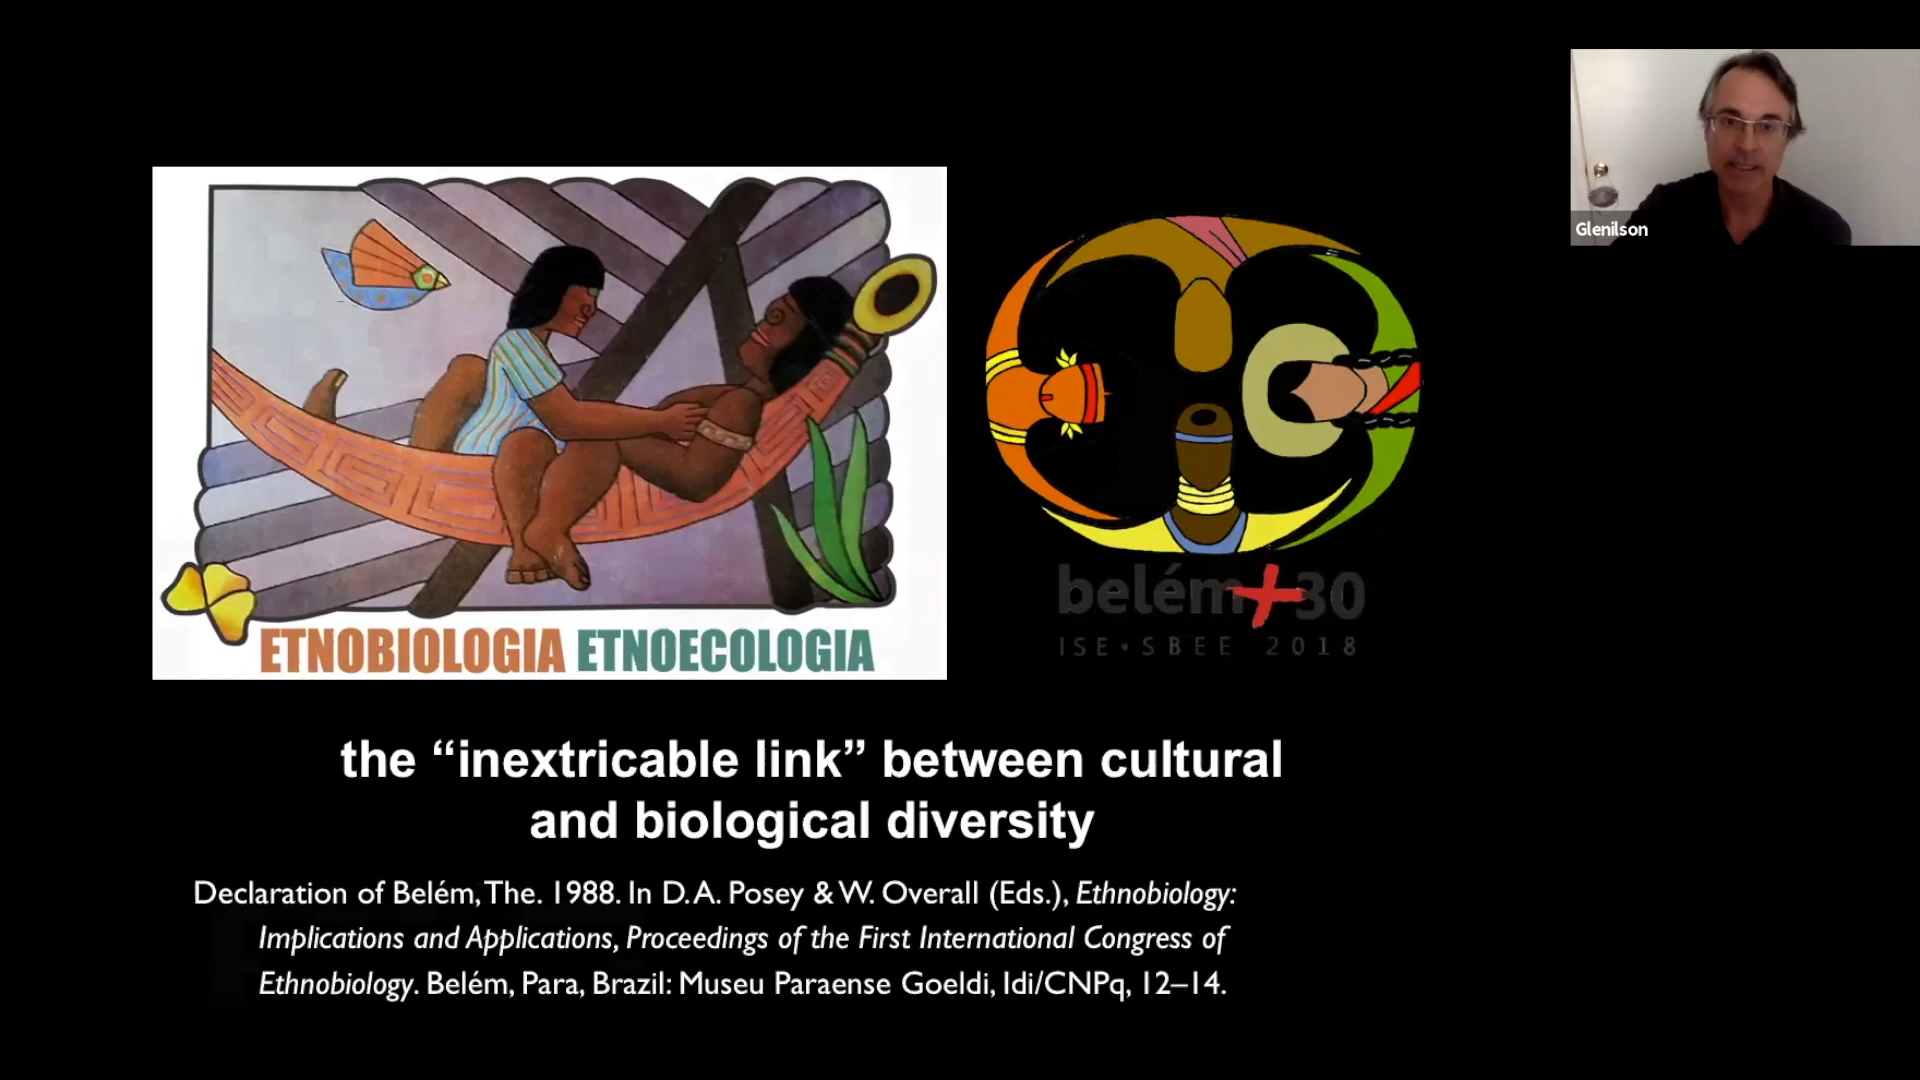 Glenilson
ETNOBIOLOGIA ETNOECOLOGIA
belém+30
ISE•SBEE 2018
the “inextricable link” between cultural
and biological diversity
Declaration of Belém, The. 1988. In D.A. Posey & W. Overall (Eds.), Ethnobiology:
Implications and Applications, Proceedings of the First International Congress of
Ethnobiology. Belém, Para, Brazil: Museu Paraense Goeldi, Idi/CNPq, 12–14.